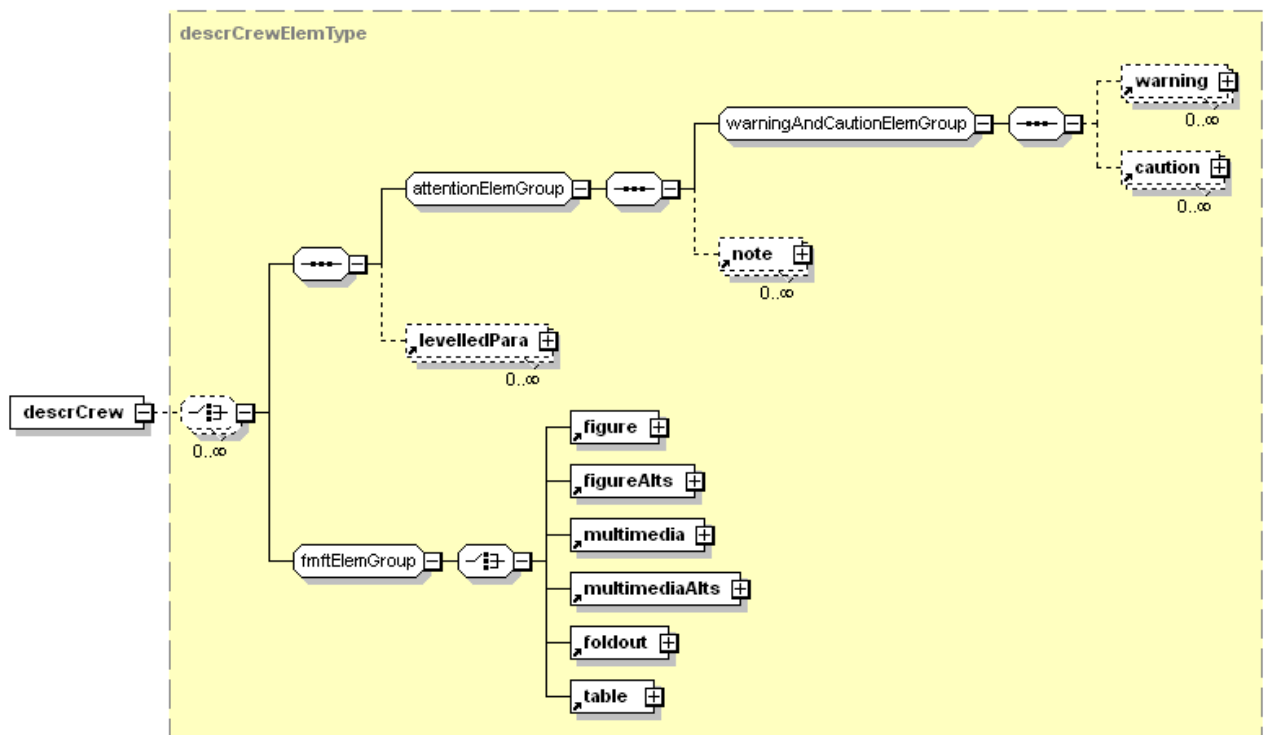 descrCrewElemType
warning
0..∞
warningAndCautionElemGroup
caution
0..∞
attentionElemGroup
note
0..∞
levelledPara
0..∞
descrCrew
0..∞
figure
figureAlts
multimedia
fmftElemGroup
multimediaAlts
foldout
table